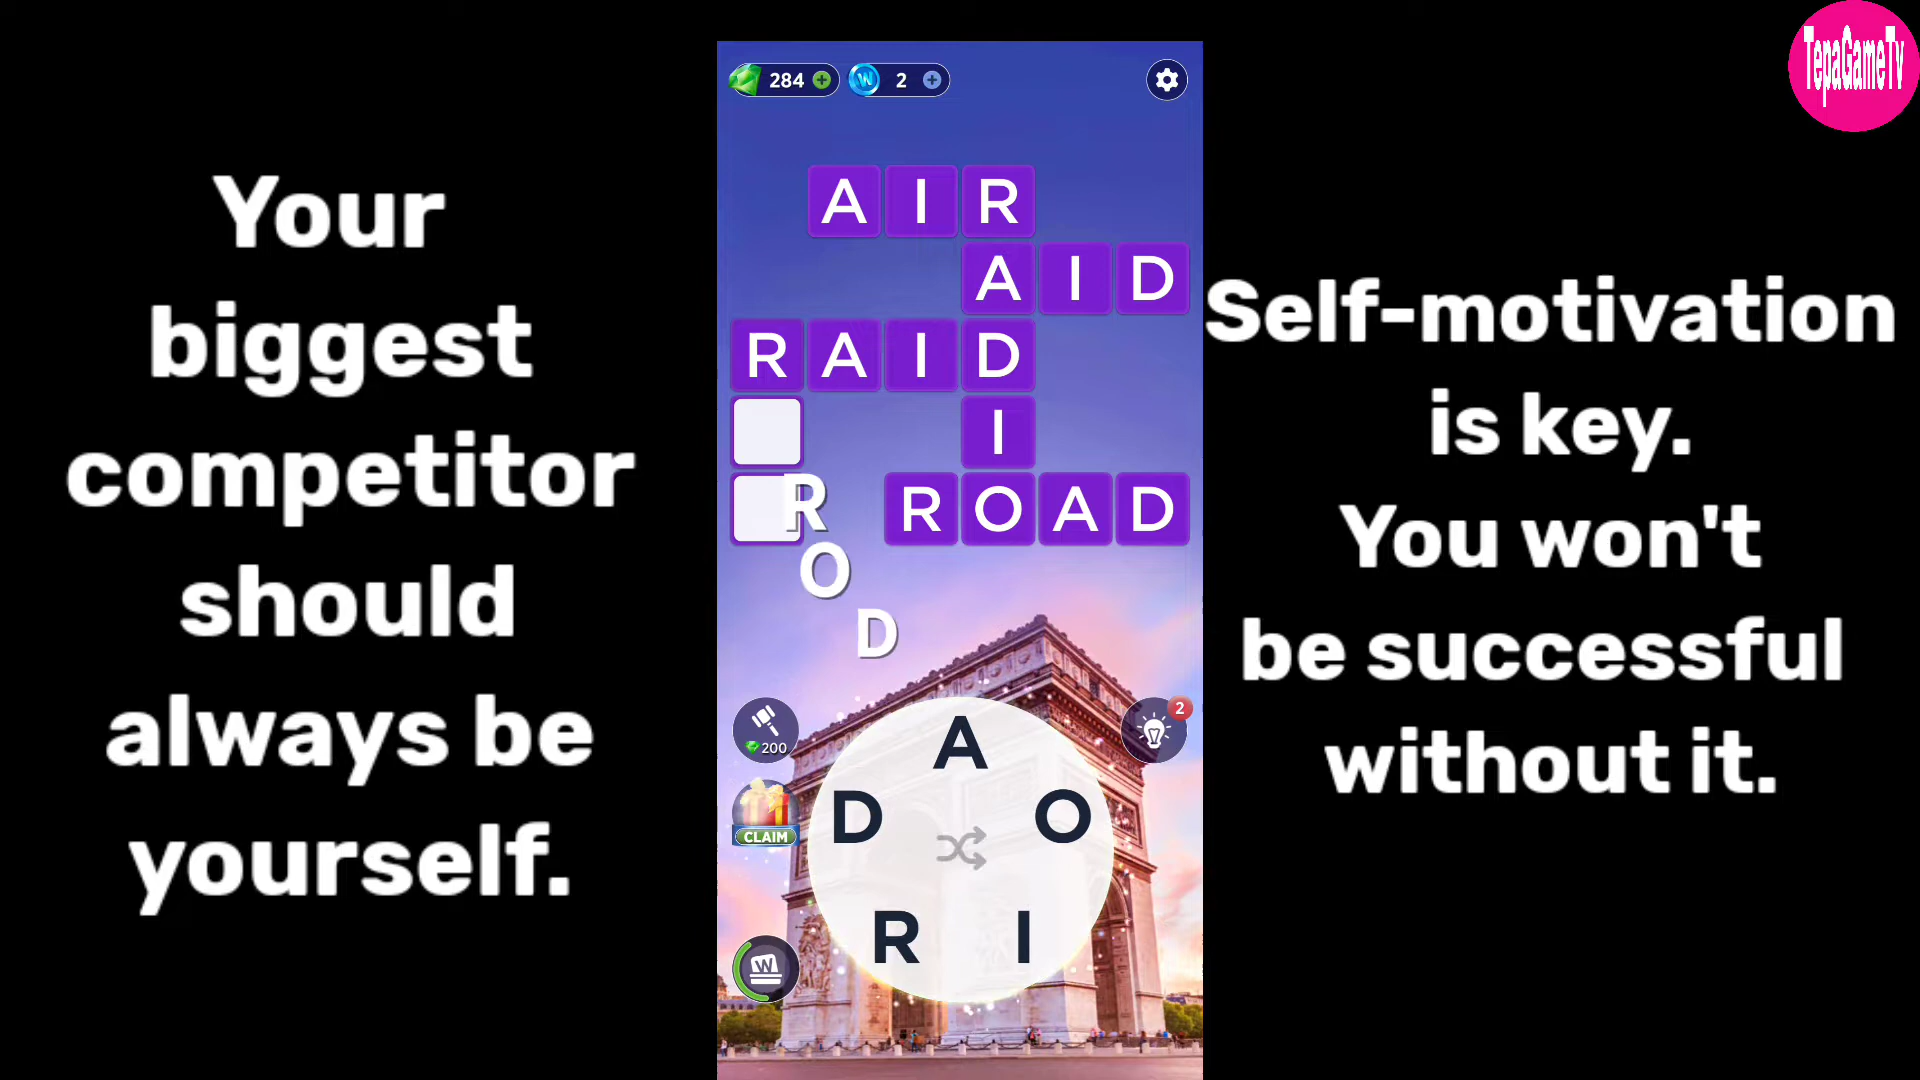 TepaGameTv
284
W
2
Your
biggest
competitor
should
always be
yourself.
AIR
AID
RAID
I
ROAD
R
O
D
200
CLAIM
2
A
D
O
R
I
W
Self-motivation
is key.
You won't
be successful
without it.